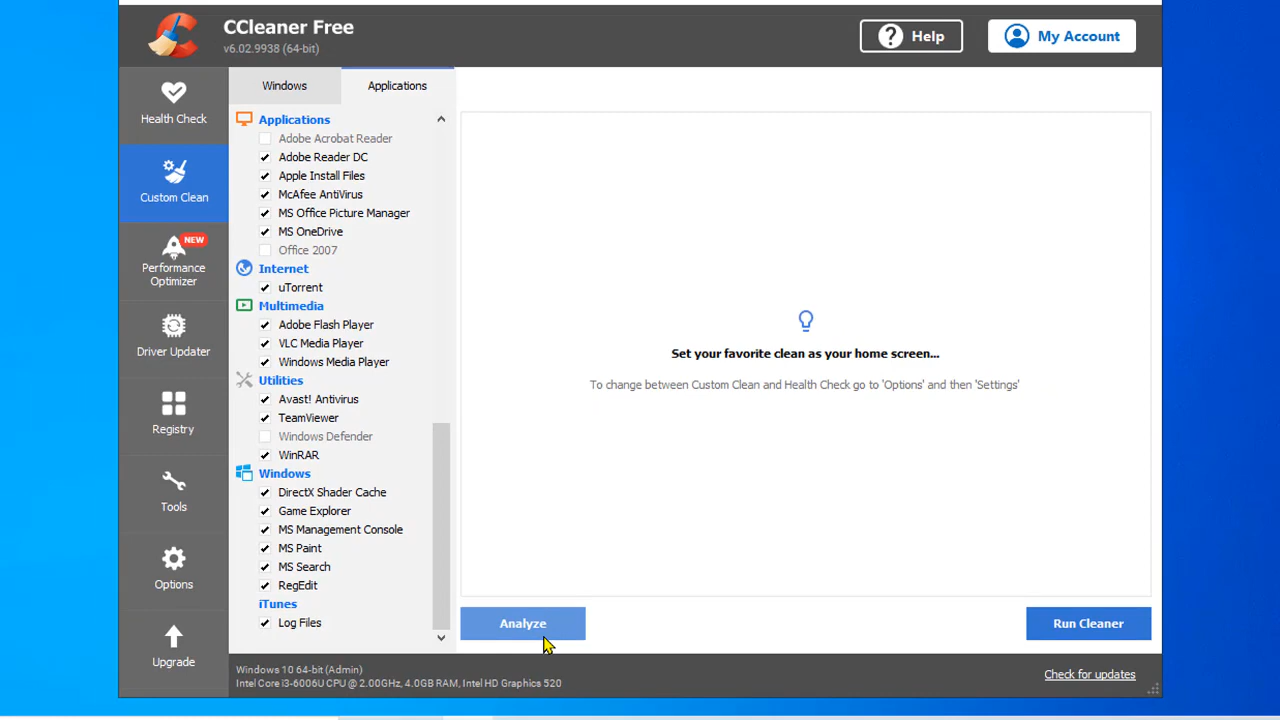 CCleaner Free
v6.02.9938 (64-bit)
? Help
My Account
Health Check
Custom Clean
NEW
Performance
Optimizer
Driver Updater
Registry
Tools
Options
Upgrade
Windows
Applications
Applications
Adobe Acrobat Reader
Adobe Reader DC
Apple Install Files
McAfee AntiVirus
MS Office Picture Manager
MS OneDrive
Office 2007
Internet
uTorrent
Multimedia
Adobe Flash Player
VLC Media Player
Windows Media Player
Utilities
Avast! Antivirus
TeamViewer
Windows Defender
WinRAR
Windows
DirectX Shader Cache
Game Explorer
MS Management Console
MS Paint
MS Search
RegEdit
iTunes
Log Files
Set your favorite clean as your home screen...
To change between Custom Clean and Health Check go to 'Options' and then 'Settings'
Analyze
Run Cleaner
Windows 10 64-bit (Admin)
Intel Core i3-6006U CPU @ 2.00GHz, 4.0GB RAM, Intel HD Graphics 520
Check for updates